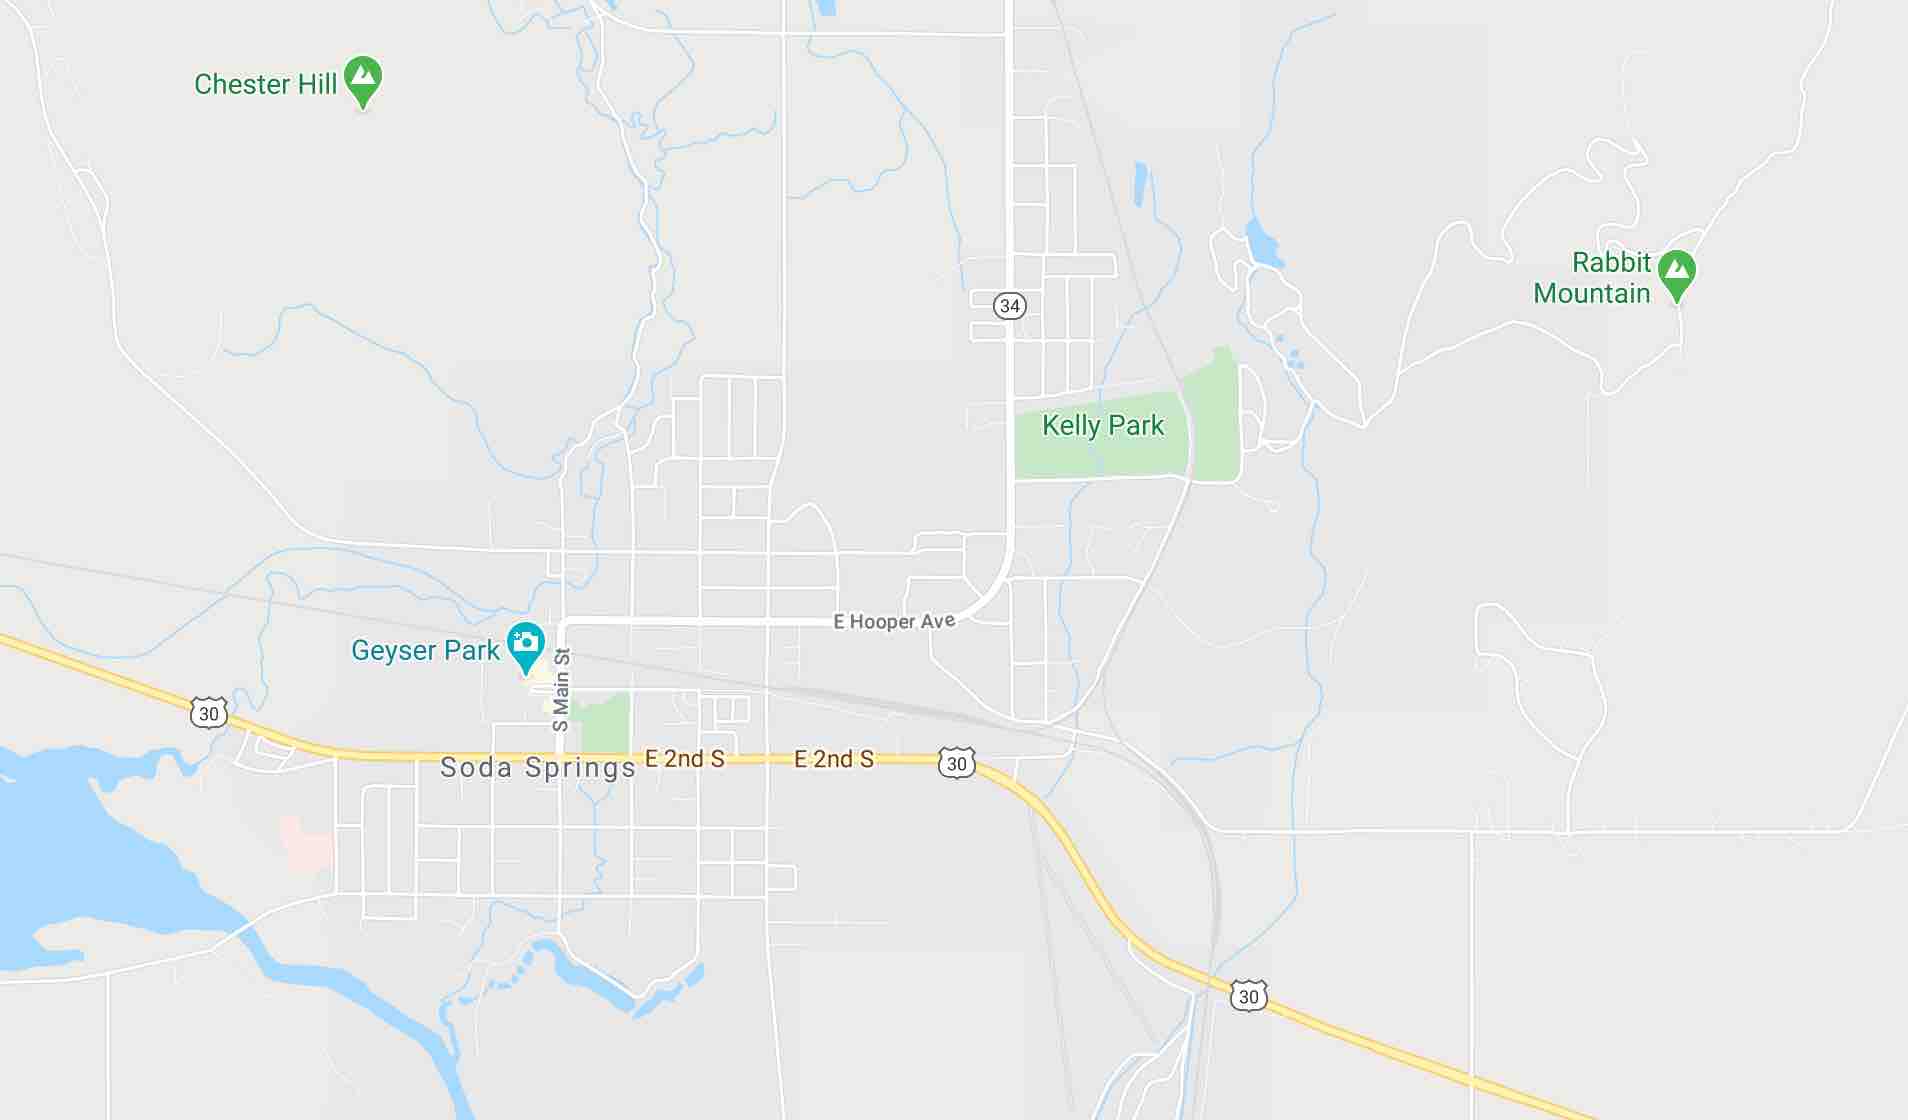 Chester Hill
Rabbit
Mountain
34
Kelly Park
E Hooper Ave
Geyser Park
S Main St
30
Soda Springs
E 2nd S
E 2nd S
30
30